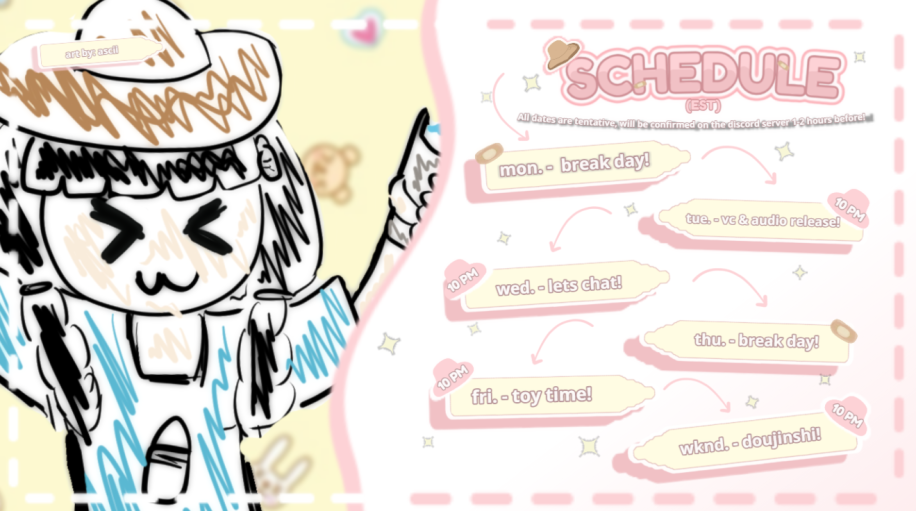 art by: ascii
SCHEDULE
(EST)
All dates are tentative, will be confirmed on the discord server 1-2 hours before!
mon. - break day!
10 PM
tue. - vc & audio release!
10 PM
wed. - lets chat!
thu. - break day!
10 PM
fri. - toy time!
10 PM
wknd. - doujinshi!